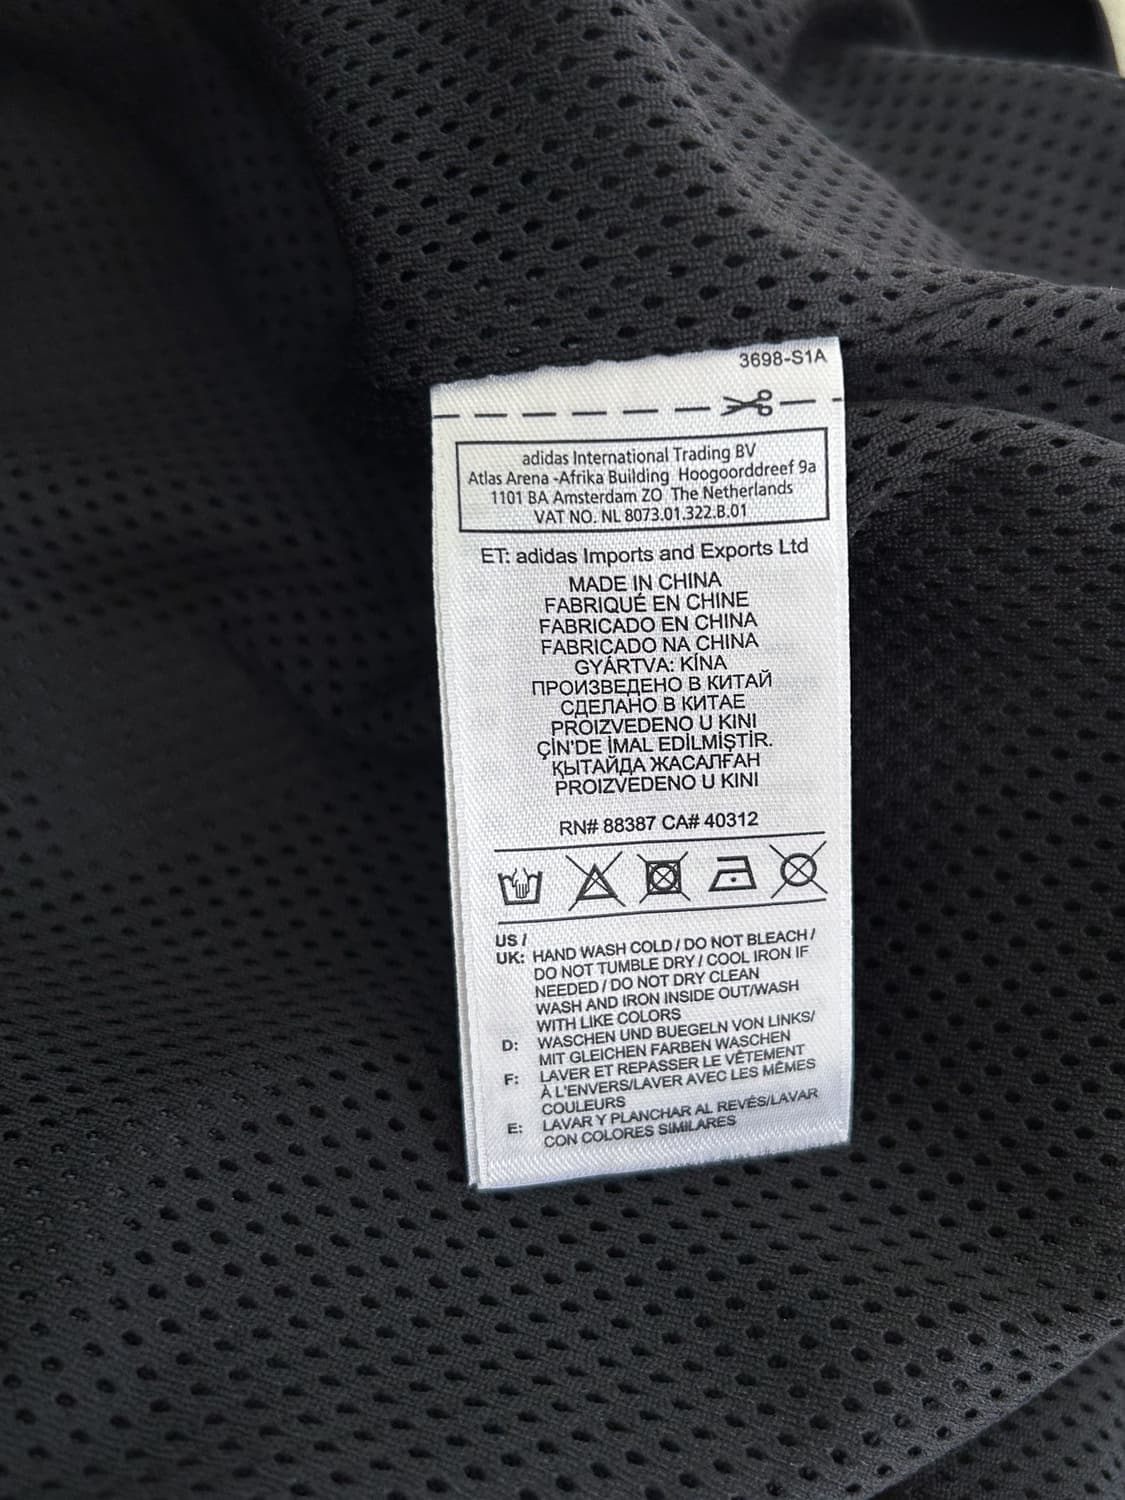 3698-S1A
adidas International Trading BV
Atlas Arena -Afrika Building Hoogoorddreef 9a
1101 BA Amsterdam ZO The Netherlands
VAT NO. NL 8073.01.322.B.01
ET: adidas Imports and Exports Ltd
MADE IN CHINA
FABRIQUÉ EN CHINE
FABRICADO EN CHINA
FABRICADO NA CHINA
GYÁRTVA: KÍNA
ПРОИЗВЕДЕНО В КИТАЙ
СДЕЛАНО В КИТАЕ
PROIZVEDENO U KINI
ÇİN'DE İMAL EDİLMİŞTİR.
ҚЫТАЙДА ЖАСАЛҒАН
PROIZVEDENO U KINI
RN# 88387 CA# 40312
US /
UK: HAND WASH COLD / DO NOT BLEACH /
DO NOT TUMBLE DRY / COOL IRON IF
NEEDED / DO NOT DRY CLEAN
WASH AND IRON INSIDE OUT/WASH
WITH LIKE COLORS
D: WASCHEN UND BUEGELN VON LINKS/
MIT GLEICHEN FARBEN WASCHEN
F: LAVER ET REPASSER LE VÊTEMENT
À L'ENVERS/LAVER AVEC LES MÊMES
COULEURS
E: LAVAR Y PLANCHAR AL REVÉS/LAVAR
CON COLORES SIMILARES